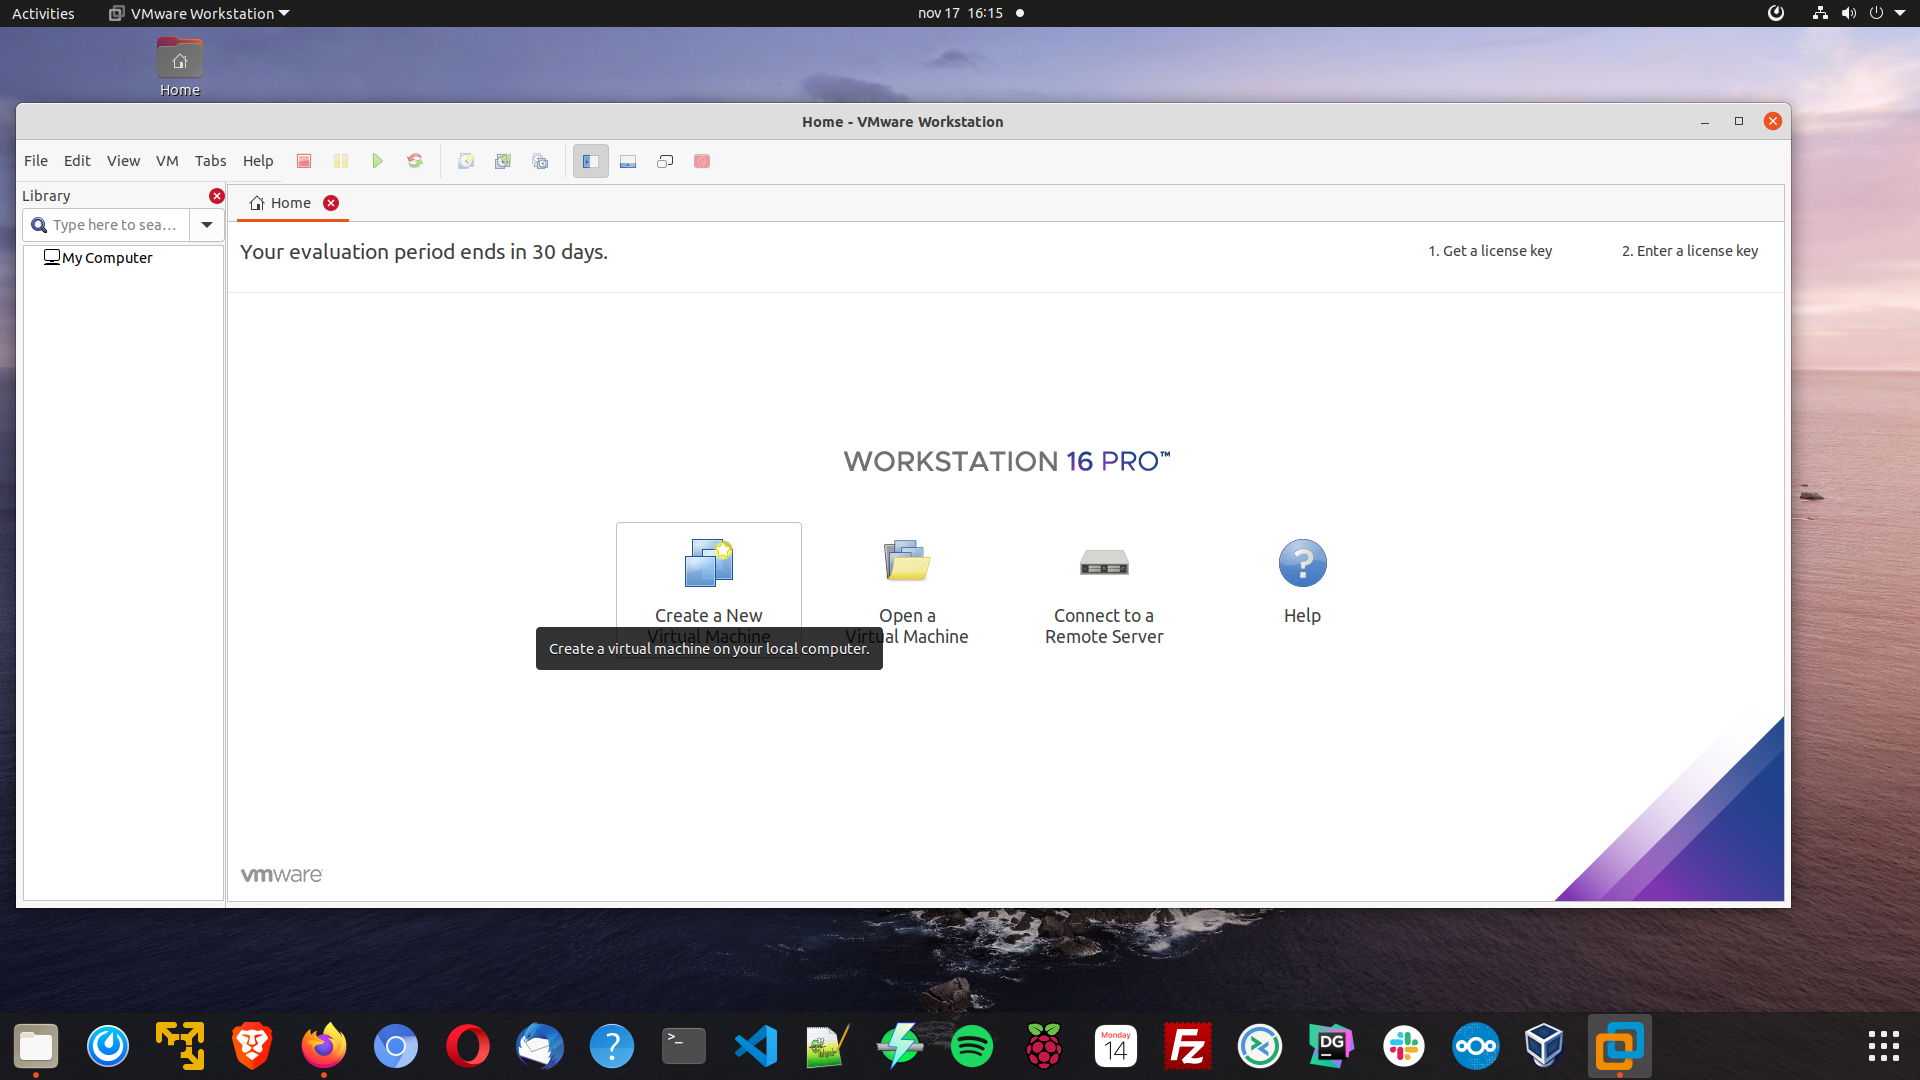 Activities
VMware Workstation
nov 17 16:15
Home
Home - VMware Workstation
File Edit View VM Tabs Help
Library
Type here to sea...
My Computer
Home
Your evaluation period ends in 30 days.
1. Get a license key
2. Enter a license key
WORKSTATION 16 PRO™
Create a New
Virtual Machine
Open a
Virtual Machine
Connect to a
Remote Server
Help
Create a virtual machine on your local computer.
vmware
>_
Monday
14
Fz
DG